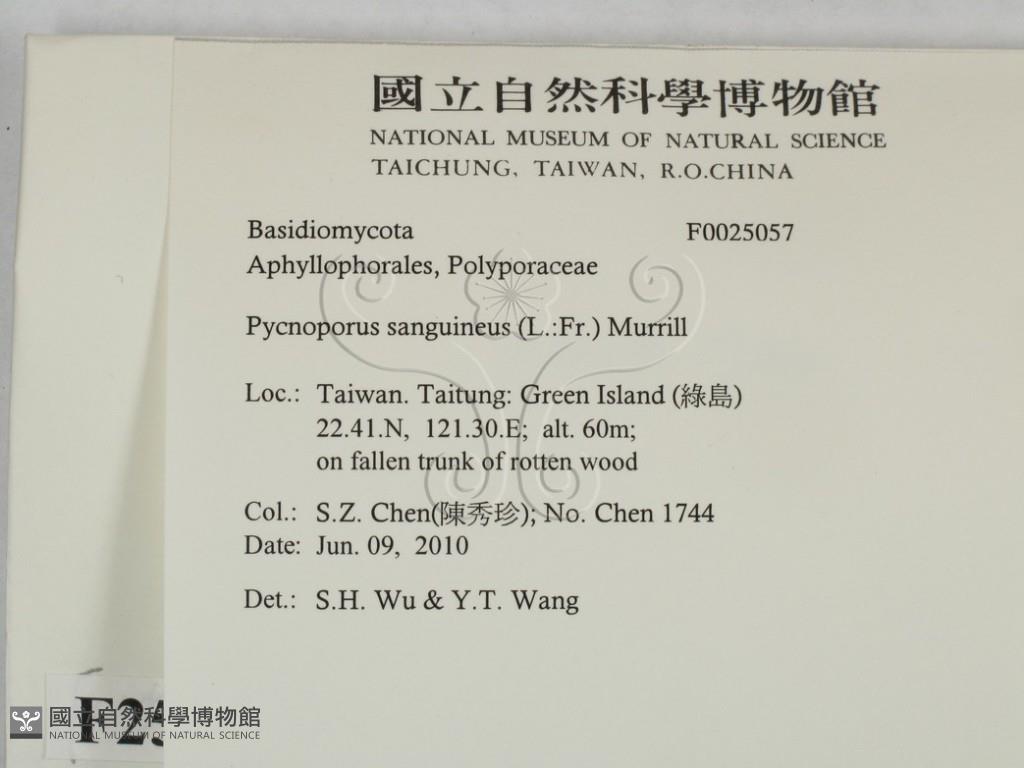 國立自然科學博物館
NATIONAL MUSEUM OF NATURAL SCIENCE
TAICHUNG, TAIWAN, R.O.CHINA
Basidiomycota F0025057
Aphyllophorales, Polyporaceae
Pycnoporus sanguineus (L.:Fr.) Murrill
Loc.: Taiwan. Taitung: Green Island (綠島)
22.41.N, 121.30.E; alt. 60m;
on fallen trunk of rotten wood
Col.: S.Z. Chen(陳秀珍); No. Chen 1744
Date: Jun. 09, 2010
Det.: S.H. Wu & Y.T. Wang
F25
國立自然科學博物館
NATIONAL MUSEUM OF NATURAL SCIENCE